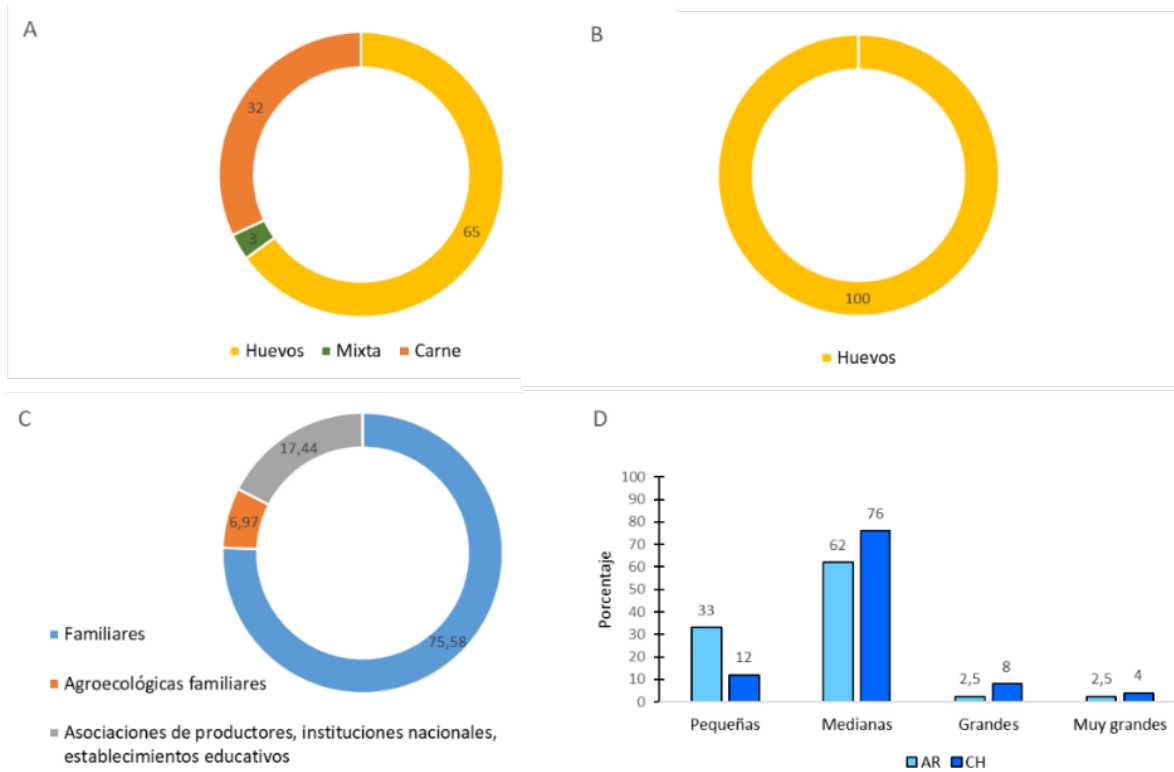 A
32
3
65
Huevos Mixta Carne
B
100
Huevos
C
17,44
6,97
75,58
Familiares
Agroecológicas familiares
Asociaciones de productores, instituciones nacionales,
establecimientos educativos
D
Porcentaje
100
90
80
70
60
50
40
30
20
10
0
33
12
62
76
2,5
8
2,5
4
Pequeñas Medianas Grandes Muy grandes
AR CH